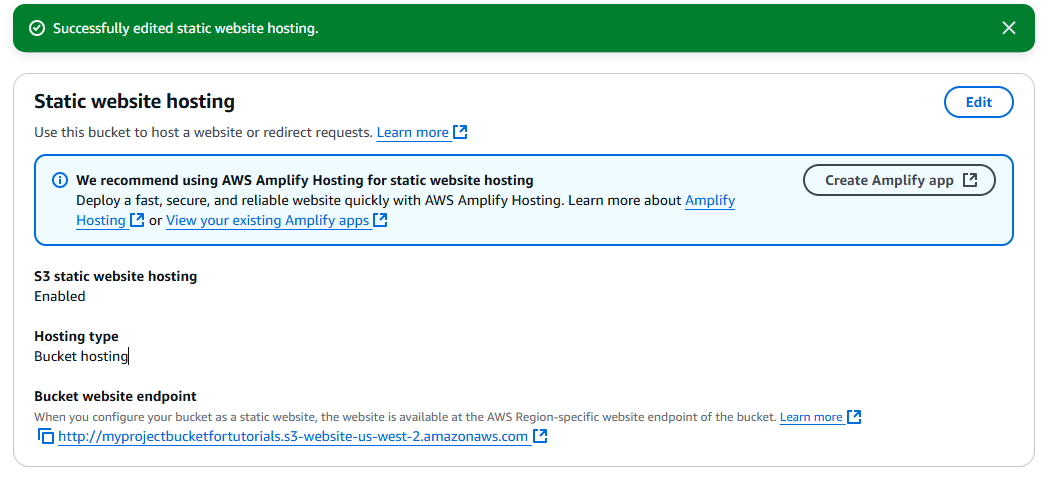 Successfully edited static website hosting.
Static website hosting
Edit
Use this bucket to host a website or redirect requests. Learn more
We recommend using AWS Amplify Hosting for static website hosting
Create Amplify app
Deploy a fast, secure, and reliable website quickly with AWS Amplify Hosting. Learn more about Amplify
Hosting or View your existing Amplify apps
S3 static website hosting
Enabled
Hosting type
Bucket hosting
Bucket website endpoint
When you configure your bucket as a static website, the website is available at the AWS Region-specific website endpoint of the bucket. Learn more
http://myprojectbucketfortutorials.s3-website-us-west-2.amazonaws.com